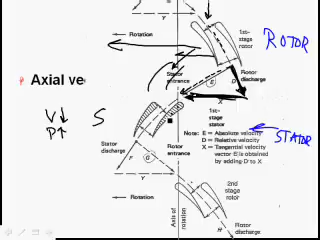 Y
Rotation
1st-
stage
rotor
ROTOR
Stator
entrance
E
D
Rotor
discharge
X
Axial ve
V↓
P↑
S
1st-
stage
stator
Stator
discharge
Rotor
entrance
Note: E = Absolute velocity
D = Relative velocity
X = Tangential velocity
vector E is obtained
by adding D to X
STATOR
F
G
Y
Rotation
Axis of
rotation
2nd
stage
rotor
H
Rotor
discharge